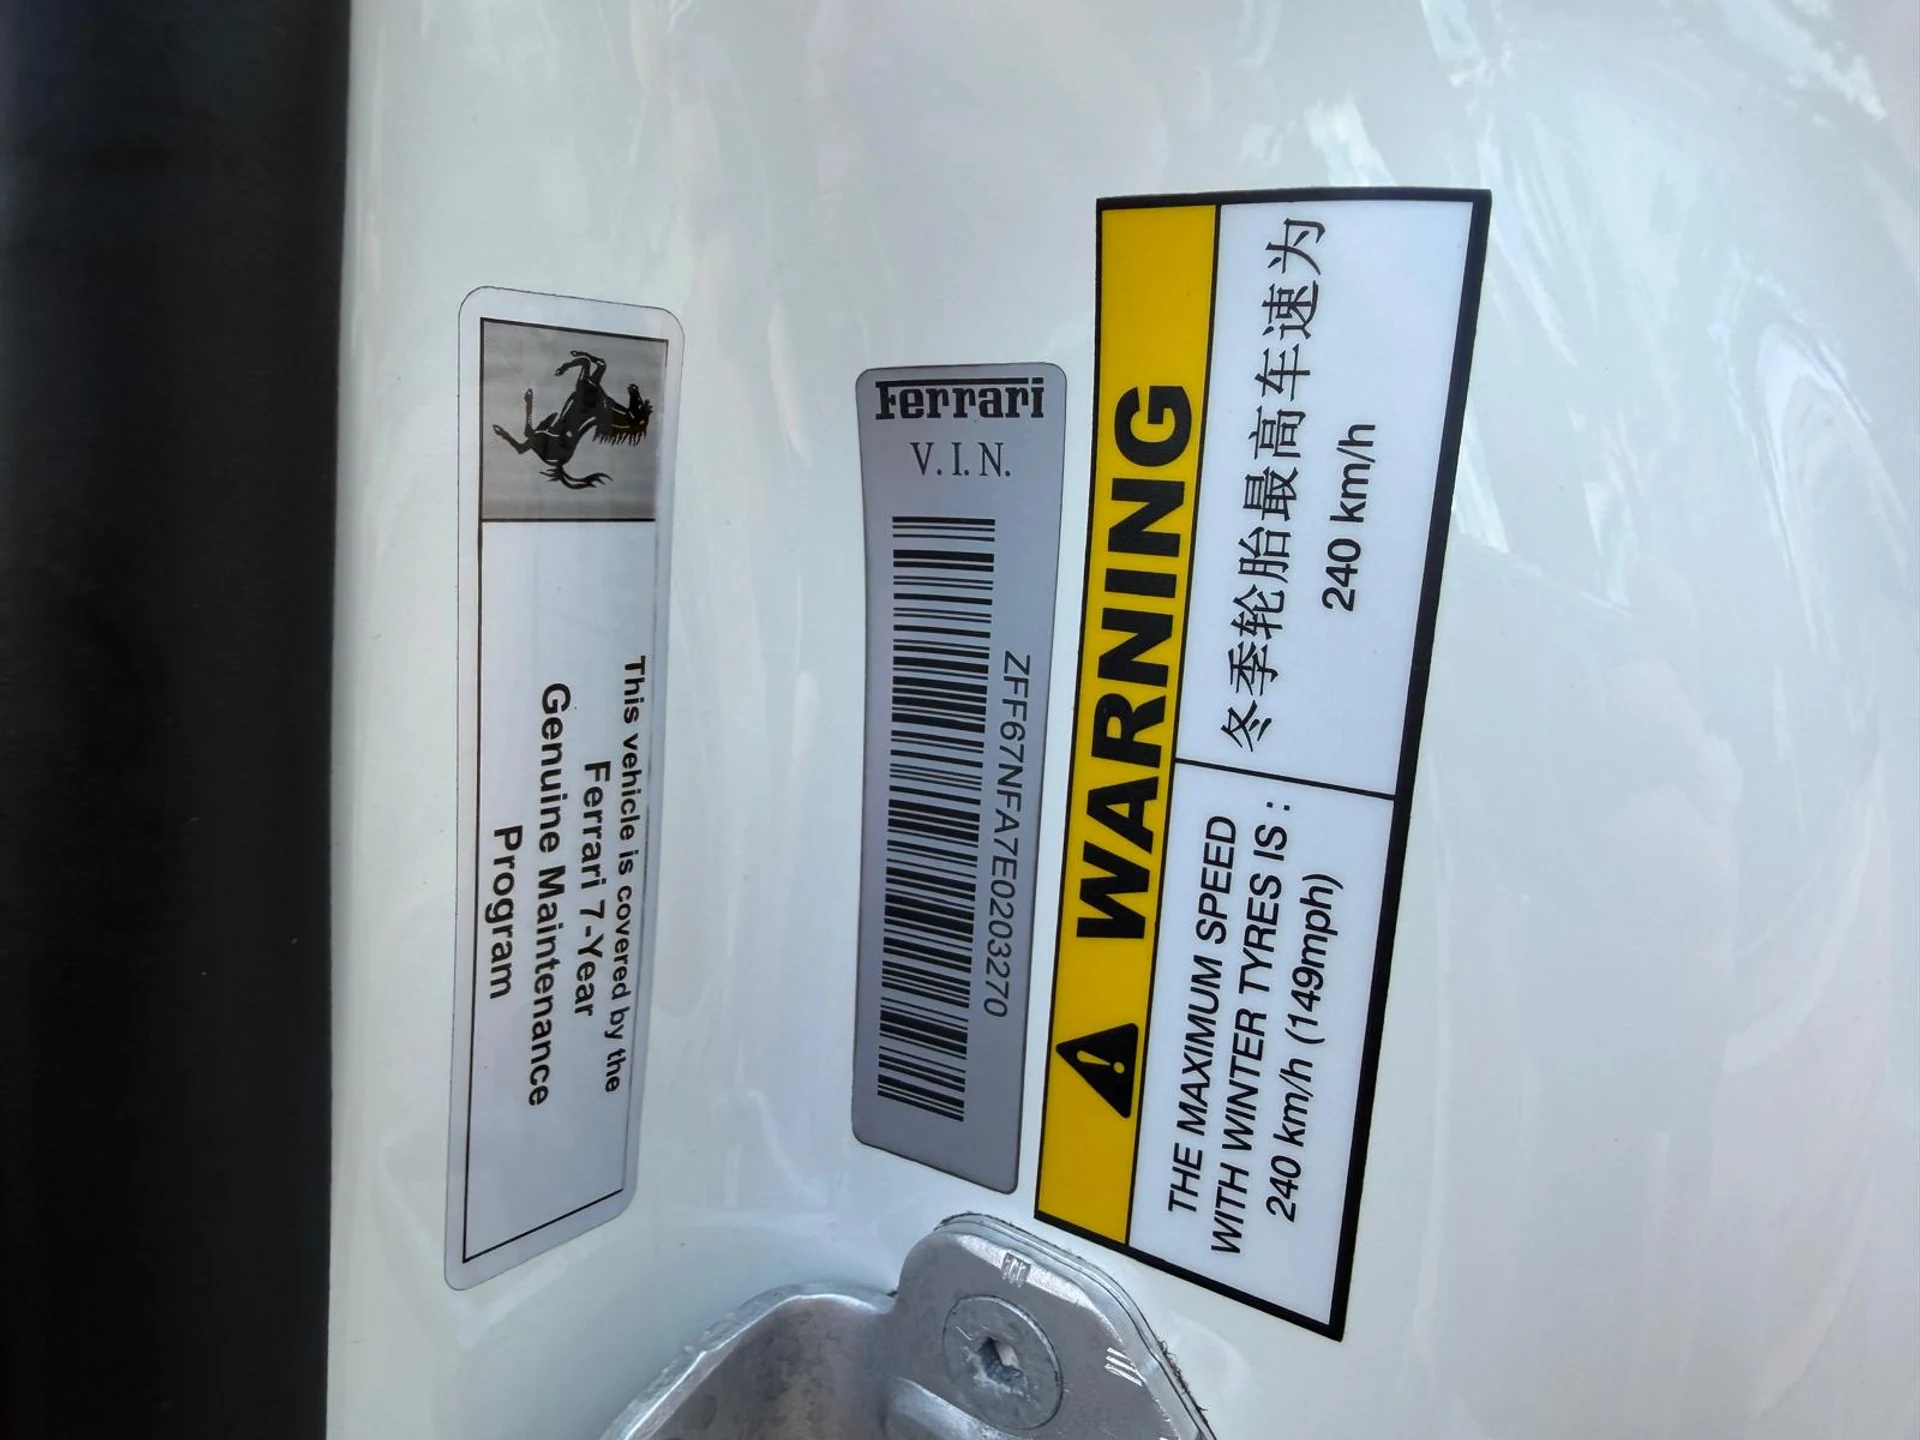 This vehicle is covered by the
Ferrari 7-Year
Genuine Maintenance
Program
Ferrari
V.I.N.
ZFF67NFA7E0203270
WARNING
THE MAXIMUM SPEED
WITH WINTER TYRES IS :
240 km/h (149mph)
冬季轮胎最高车速为
240 km/h